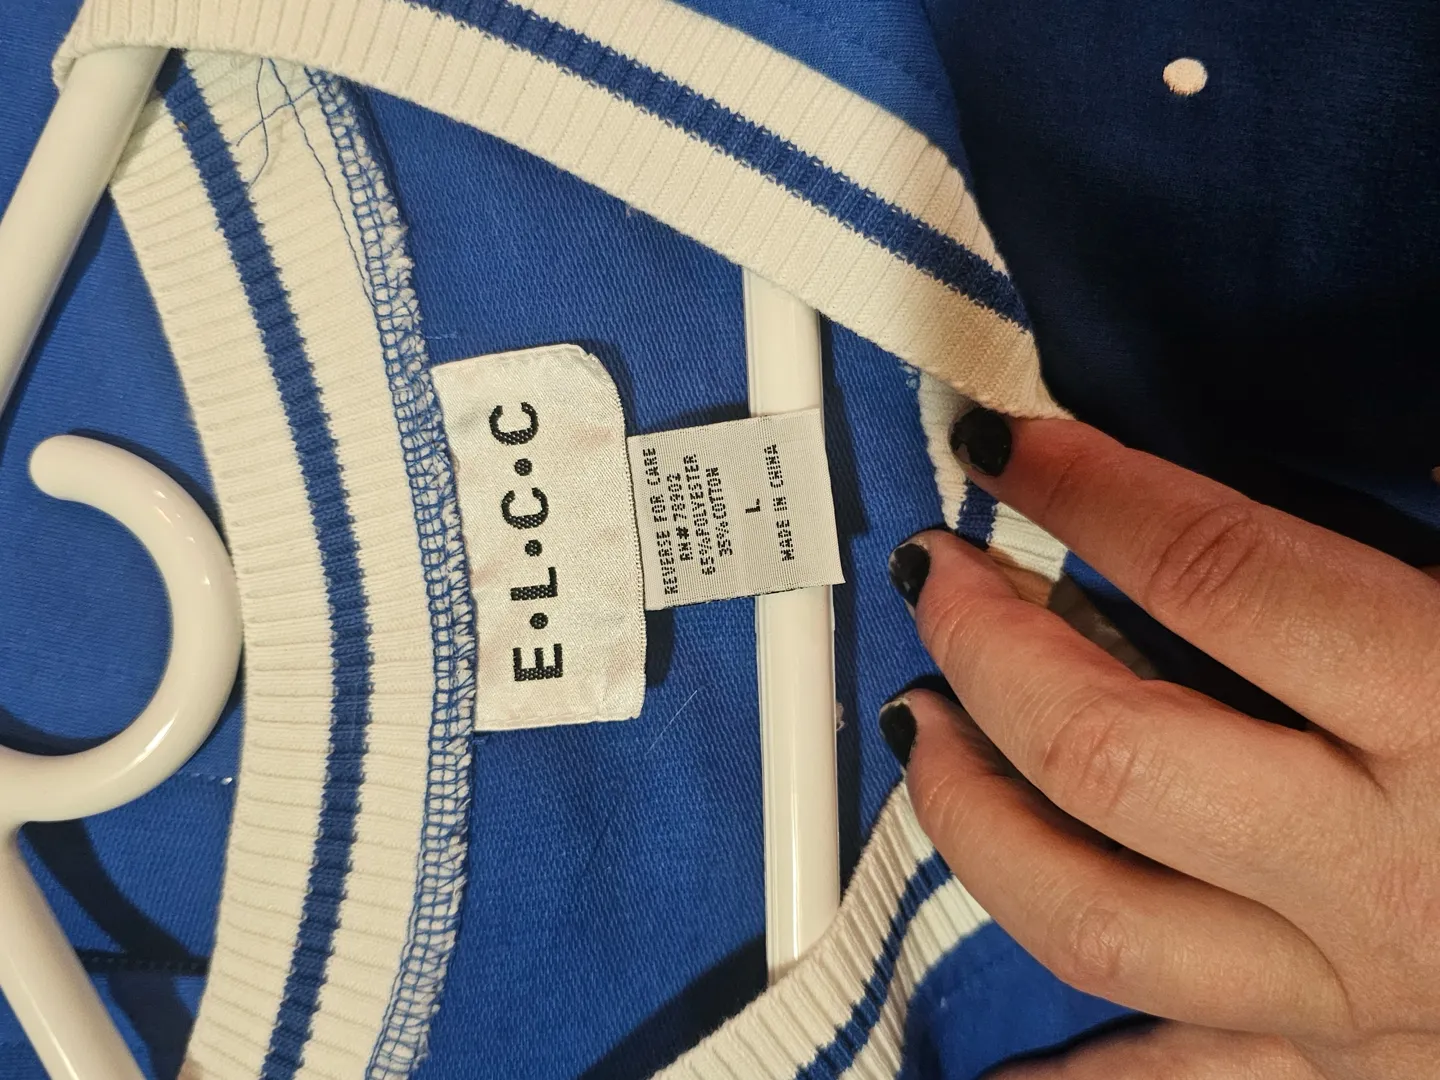 E•L•C•C
REVERSE FOR CARE
RN# 78902
65%POLYESTER
35%COTTON
L
MADE IN CHINA